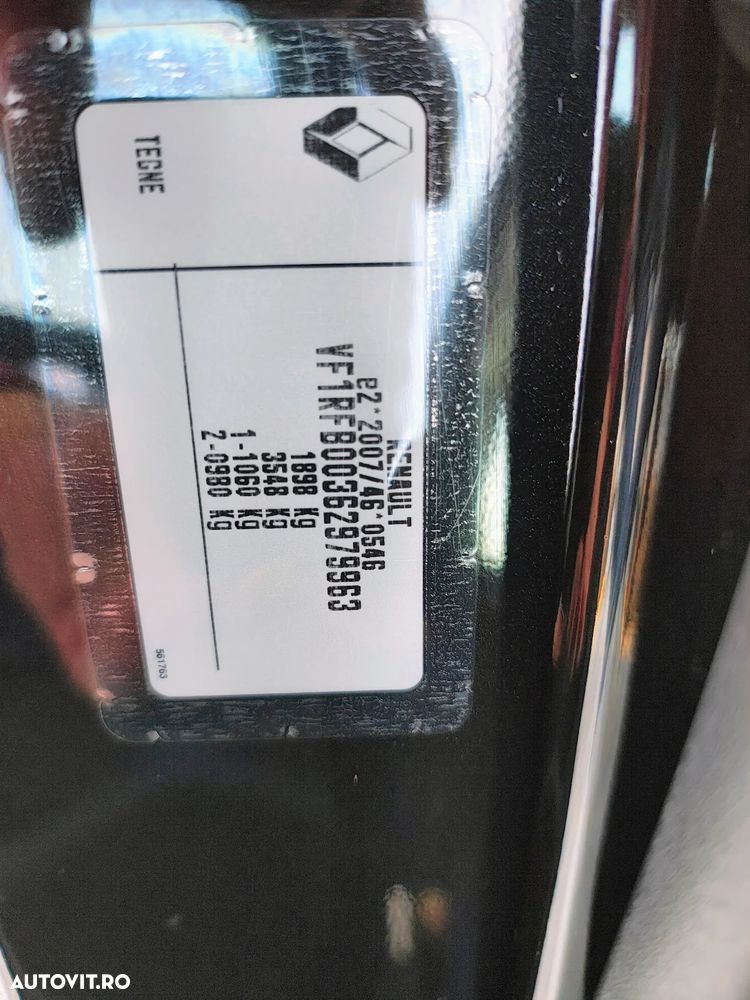 RENAULT
e2*2007/46*0546
VF1RFB00362979963
1898 kg
3548 kg
1-1060 kg
2-0980 kg
TEGNE
561763
AUTOVIT.RO